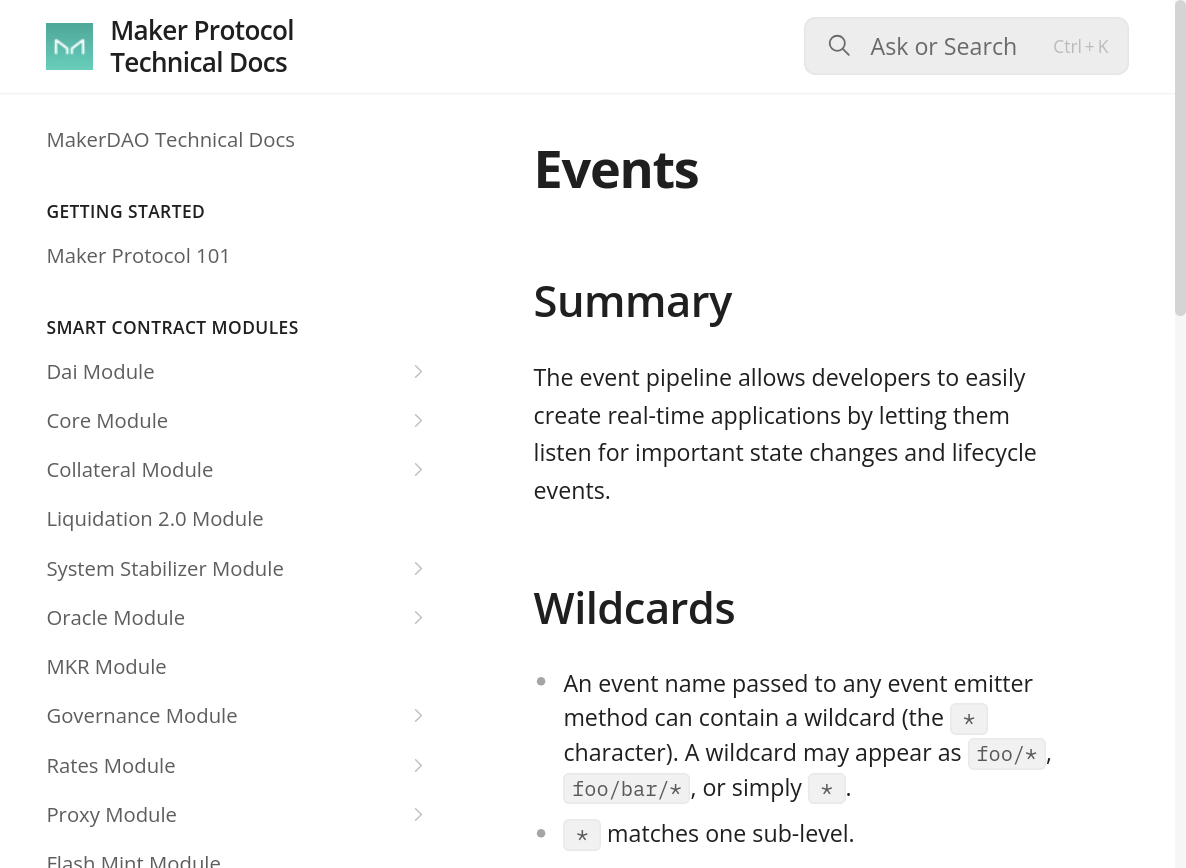 Maker Protocol
Technical Docs
Ask or Search
Ctrl + K
MakerDAO Technical Docs
GETTING STARTED
Maker Protocol 101
SMART CONTRACT MODULES
Dai Module
Core Module
Collateral Module
Liquidation 2.0 Module
System Stabilizer Module
Oracle Module
MKR Module
Governance Module
Rates Module
Proxy Module
Flash Mint Module
Events
Summary
The event pipeline allows developers to easily
create real-time applications by letting them
listen for important state changes and lifecycle
events.
Wildcards
An event name passed to any event emitter
method can contain a wildcard (the *
character). A wildcard may appear as foo/*,
foo/bar/*, or simply *.
* matches one sub-level.